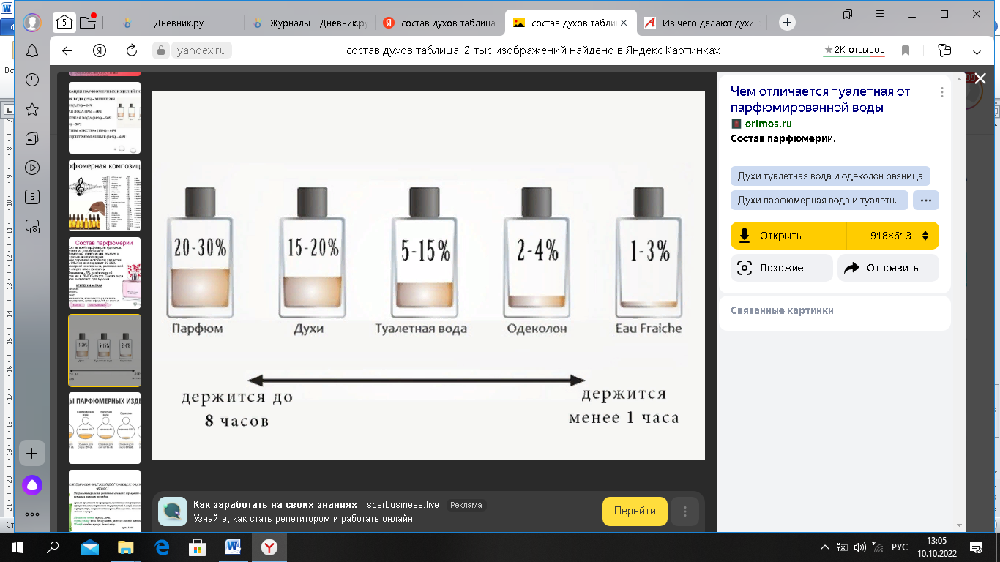 5
Дневник.ру
Журналы - Дневник.ру
состав духов таблица
состав духов табли
Из чего делают духи:
yandex.ru
состав духов таблица: 2 тыс изображений найдено в Яндекс Картинках
★ 2К отзывов
20-30%
15-20%
5-15%
2-4%
1-3%
Парфюм
Духи
Туалетная вода
Одеколон
Eau Fraiche
держится до
8 часов
держится
менее 1 часа
Чем отличается туалетная от
парфюмированной воды
orimos.ru
Состав парфюмерии.
Духи туалетная вода и одеколон разница
Духи парфюмерная вода и туалетн...
Открыть
918×613
Похожие
Отправить
Связанные картинки
Состав парфюмерии
Как заработать на своих знаниях · sberbusiness.live
Реклама
Узнайте, как стать репетитором и работать онлайн
Перейти
РУС
13:05
10.10.2022